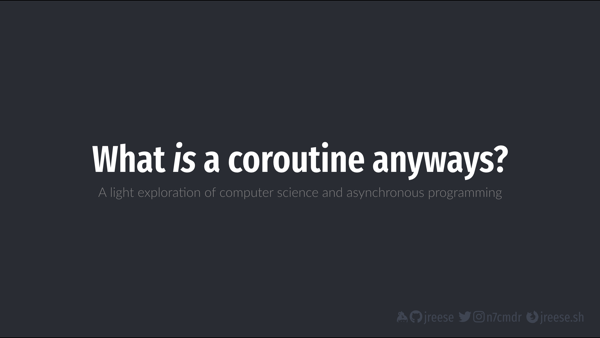 What is a coroutine anyways?
A light exploration of computer science and asynchronous programming
jreese n7cmdr jreese.sh